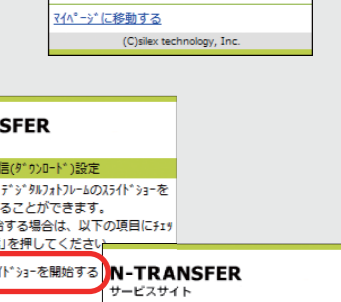 ﾏｲﾍﾟｰｼﾞに移動する
(C)silex technology, Inc.
SFER
信(ﾀﾞｳﾝﾛｰﾄﾞ)設定
ﾃﾞｼﾞﾀﾙﾌｫﾄﾌﾚｰﾑのｽﾗｲﾄﾞｼｮｰを
ることができます。
する場合は、以下の項目にﾁｪｯ
を押してください
ﾄﾞｼｮｰを開始する
N-TRANSFER
サービスサイト